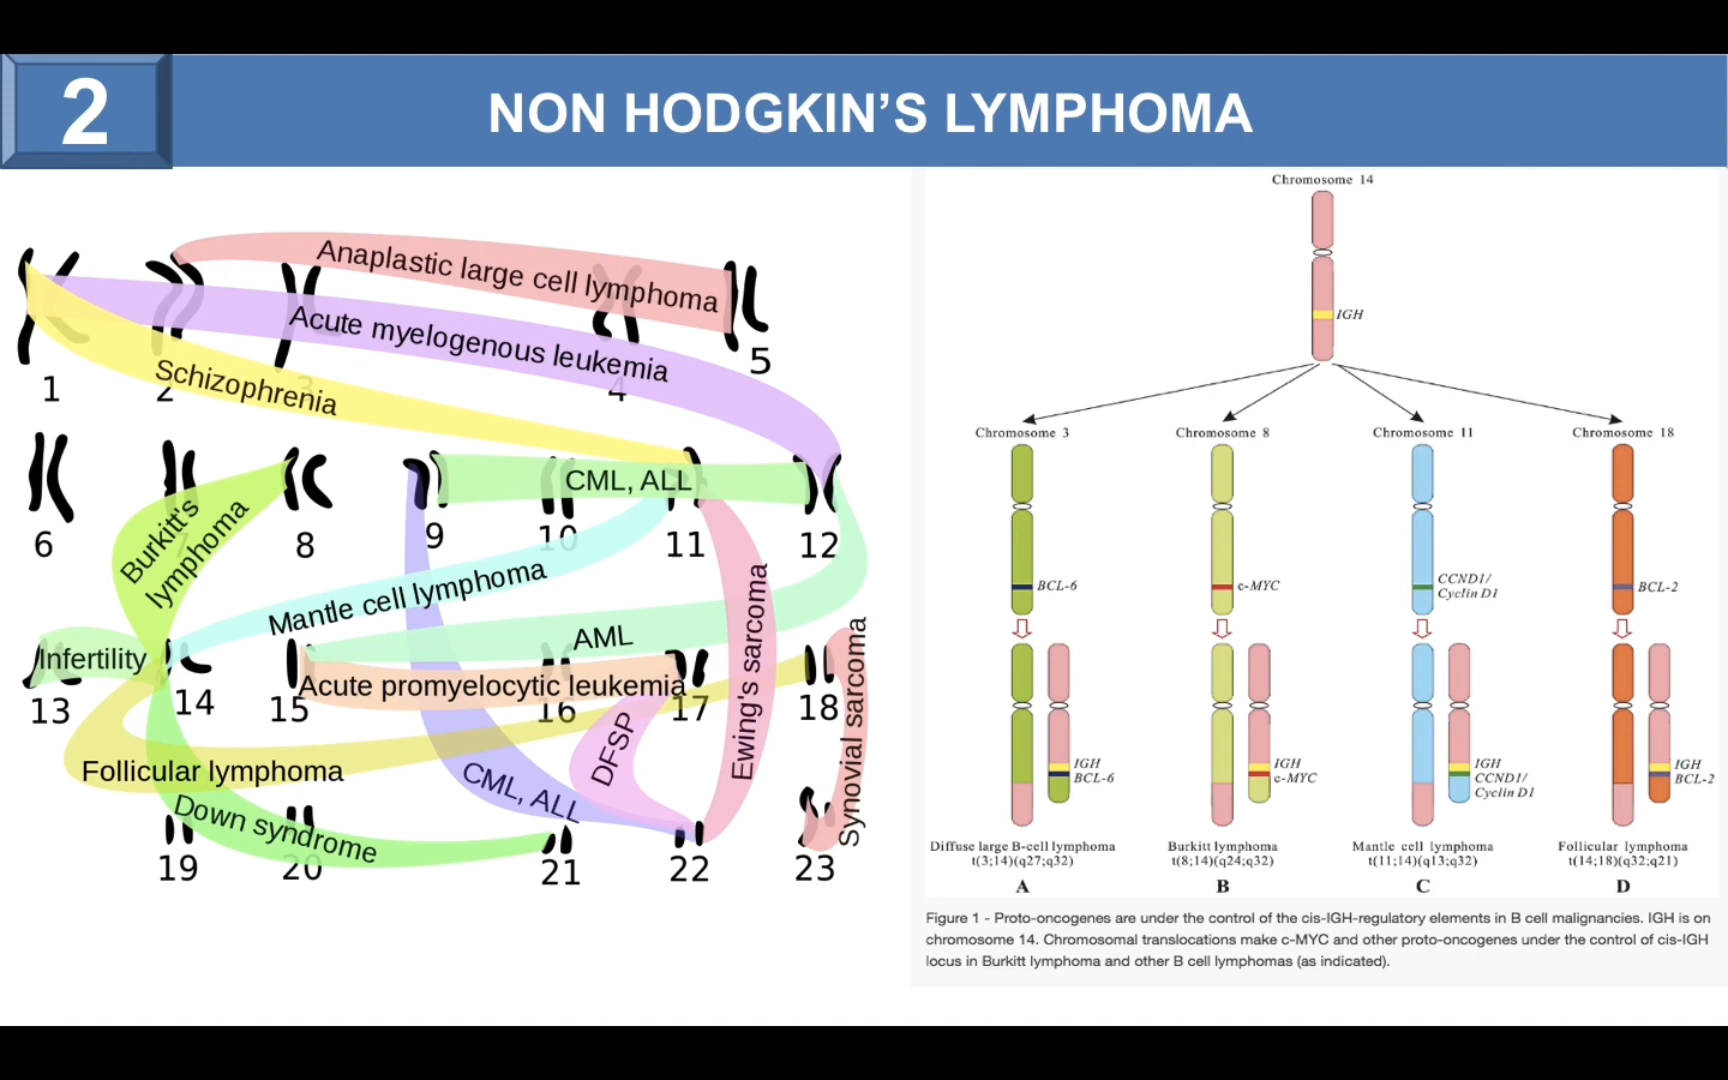 2
NON HODGKIN’S LYMPHOMA
Anaplastic large cell lymphoma
Acute myelogenous leukemia
Schizophrenia
1
2
3
4
5
CML, ALL
Burkitt's
lymphoma
6
7
8
9
10
11
12
Mantle cell lymphoma
Ewing's sarcoma
AML
Infertility
Acute promyelocytic leukemia
Synovial sarcoma
13
14
15
16
17
18
DFSP
Follicular lymphoma
CML, ALL
Down syndrome
19
20
21
22
23
Chromosome 14
IGH
Chromosome 3
Chromosome 8
Chromosome 11
Chromosome 18
BCL-6
c-MYC
CCND1/
Cyclin D1
BCL-2
IGH
BCL-6
IGH
c-MYC
IGH
CCND1/
Cyclin D1
IGH
BCL-2
Diffuse large B-cell lymphoma
t(3;14)(q27;q32)
A
Burkitt lymphoma
t(8;14)(q24;q32)
B
Mantle cell lymphoma
t(11;14)(q13;q32)
C
Follicular lymphoma
t(14;18)(q32;q21)
D
Figure 1 - Proto-oncogenes are under the control of the cis-IGH-regulatory elements in B cell malignancies. IGH is on
chromosome 14. Chromosomal translocations make c-MYC and other proto-oncogenes under the control of cis-IGH
locus in Burkitt lymphoma and other B cell lymphomas (as indicated).